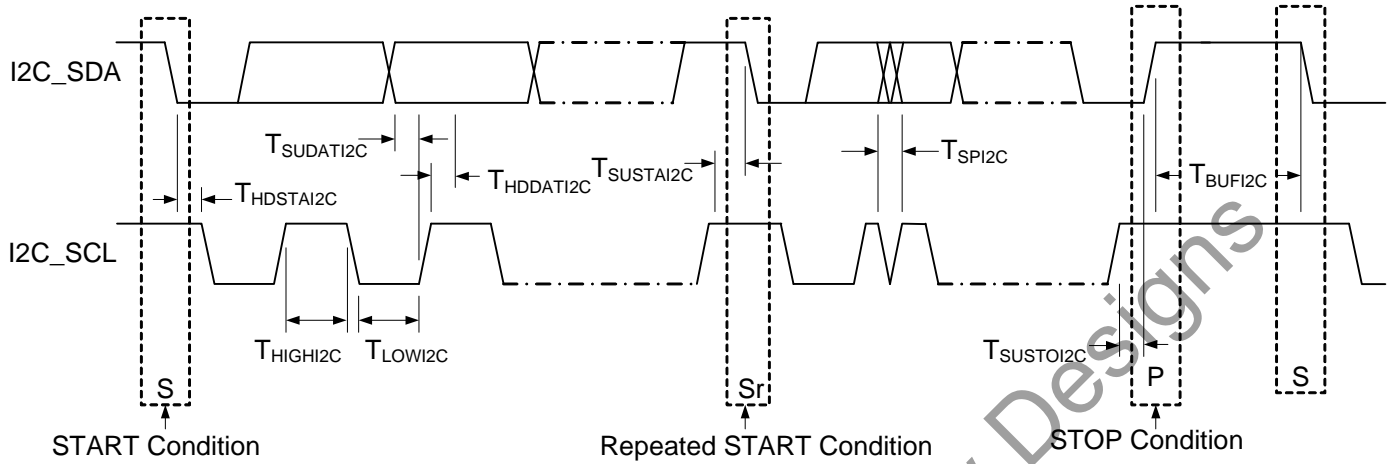 I2C_SDA
TSUDATI2C
THDSTAI2C
THDDATI2C
TSUSTAI2C
TSPI2C
TBUFI2C
I2C_SCL
THIGHI2C
TLOWI2C
TSUSTOI2C
S
Sr
P
S
START Condition
Repeated START Condition
STOP Condition
Designs